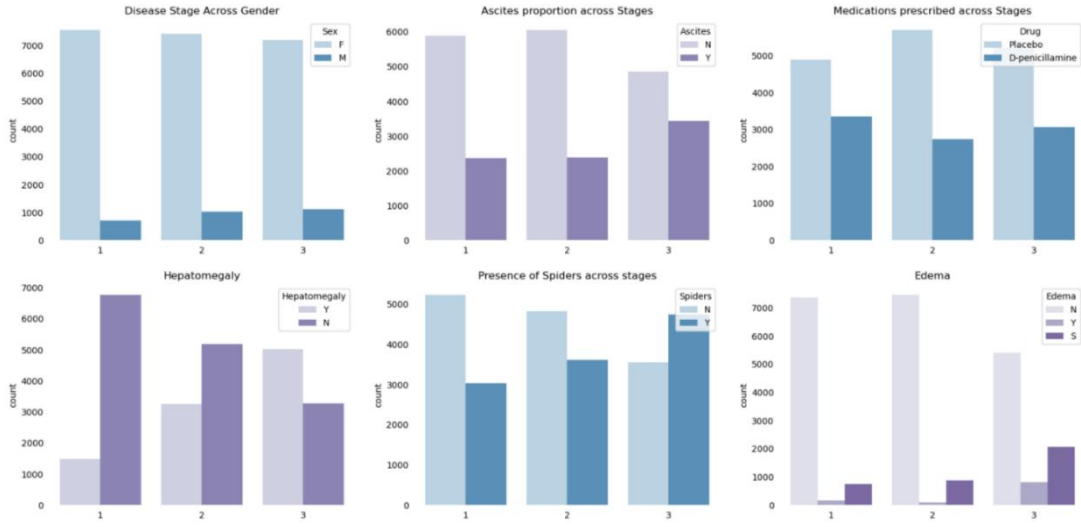 Disease Stage Across Gender
Sex
F
M
count
7000
6000
5000
4000
3000
2000
1000
0
1 2 3
Ascites proportion across Stages
Ascites
N
Y
count
6000
5000
4000
3000
2000
1000
0
1 2 3
Medications prescribed across Stages
Drug
Placebo
D-penicillamine
count
5000
4000
3000
2000
1000
0
1 2 3
Hepatomegaly
Hepatomegaly
Y
N
count
7000
6000
5000
4000
3000
2000
1000
0
1 2 3
Presence of Spiders across stages
Spiders
N
Y
count
5000
4000
3000
2000
1000
0
1 2 3
Edema
Edema
N
Y
S
count
7000
6000
5000
4000
3000
2000
1000
0
1 2 3